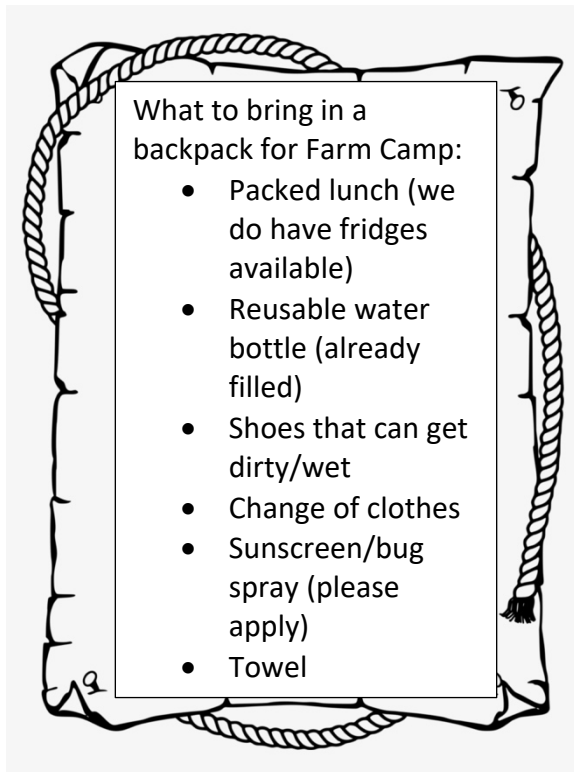 What to bring in a
backpack for Farm Camp:
• Packed lunch (we
do have fridges
available)
• Reusable water
bottle (already
filled)
• Shoes that can get
dirty/wet
• Change of clothes
• Sunscreen/bug
spray (please
apply)
• Towel